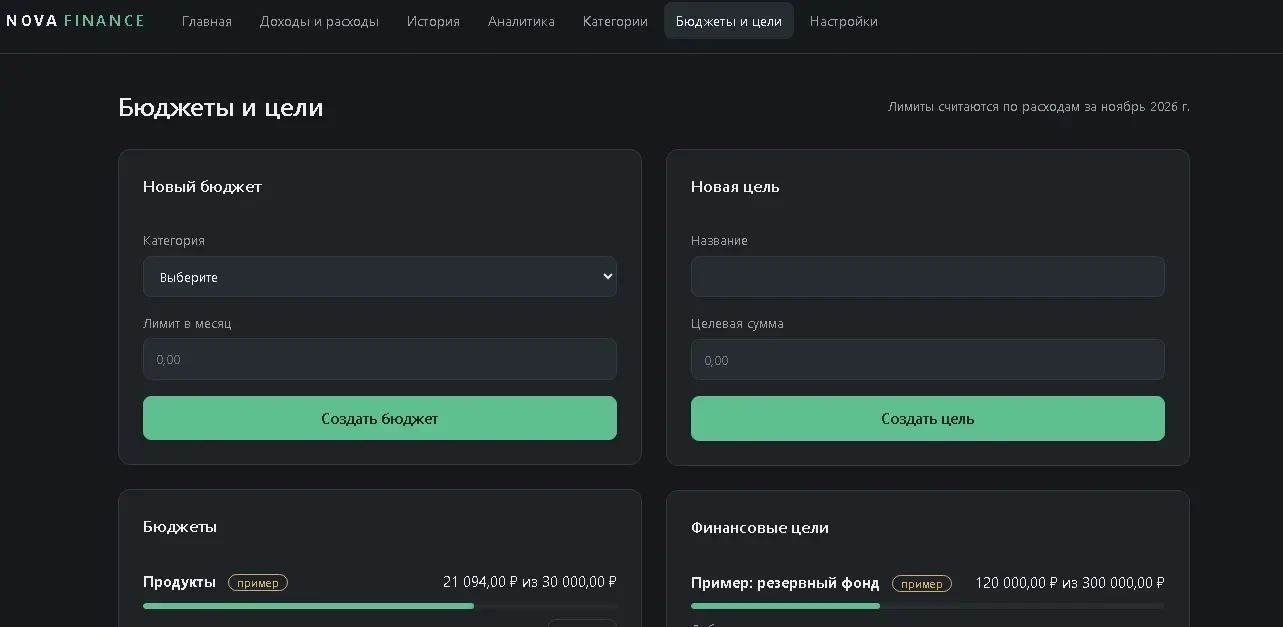 NOVA FINANCE Главная Доходы и расходы История Аналитика Категории Бюджеты и цели Настройки
Бюджеты и цели
Лимиты считаются по расходам за ноябрь 2026 г.
Новый бюджет
Категория
Выберите
Лимит в месяц
0,00
Создать бюджет
Новая цель
Название
Целевая сумма
0,00
Создать цель
Бюджеты
Продукты пример 21 094,00 ₽ из 30 000,00 ₽
Финансовые цели
Пример: резервный фонд пример 120 000,00 ₽ из 300 000,00 ₽